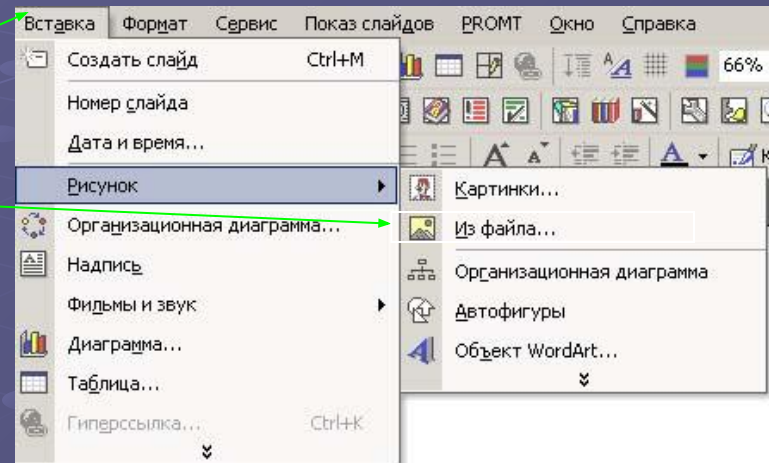 Вставка Формат Сервис Показ слайдов PROMT Окно Справка
Создать слайд Ctrl+M
66%
Номер слайда
Дата и время...
Рисунок
Картинки...
Организационная диаграмма...
Из файла...
Надпись
Организационная диаграмма
Фильмы и звук
Автофигуры
Диаграмма...
Объект WordArt...
Таблица...
Гиперссылка... Ctrl+K